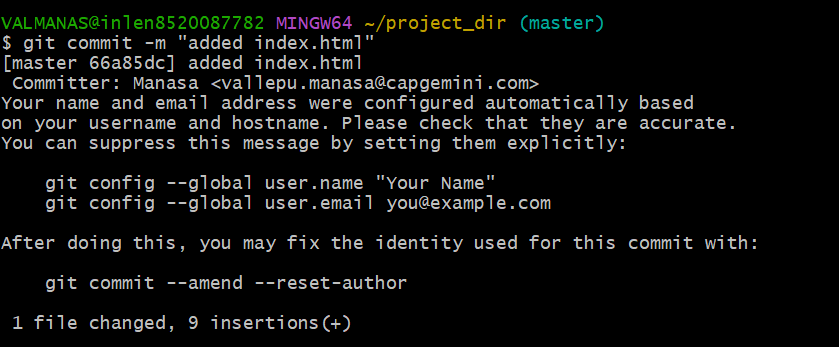 VALMANAS@inlen8520087782 MINGW64 ~/project_dir (master)
$ git commit -m "added index.html"
[master 66a85dc] added index.html
 Committer: Manasa <vallepu.manasa@capgemini.com>
Your name and email address were configured automatically based
on your username and hostname. Please check that they are accurate.
You can suppress this message by setting them explicitly:

    git config --global user.name "Your Name"
    git config --global user.email you@example.com

After doing this, you may fix the identity used for this commit with:

    git commit --amend --reset-author

 1 file changed, 9 insertions(+)